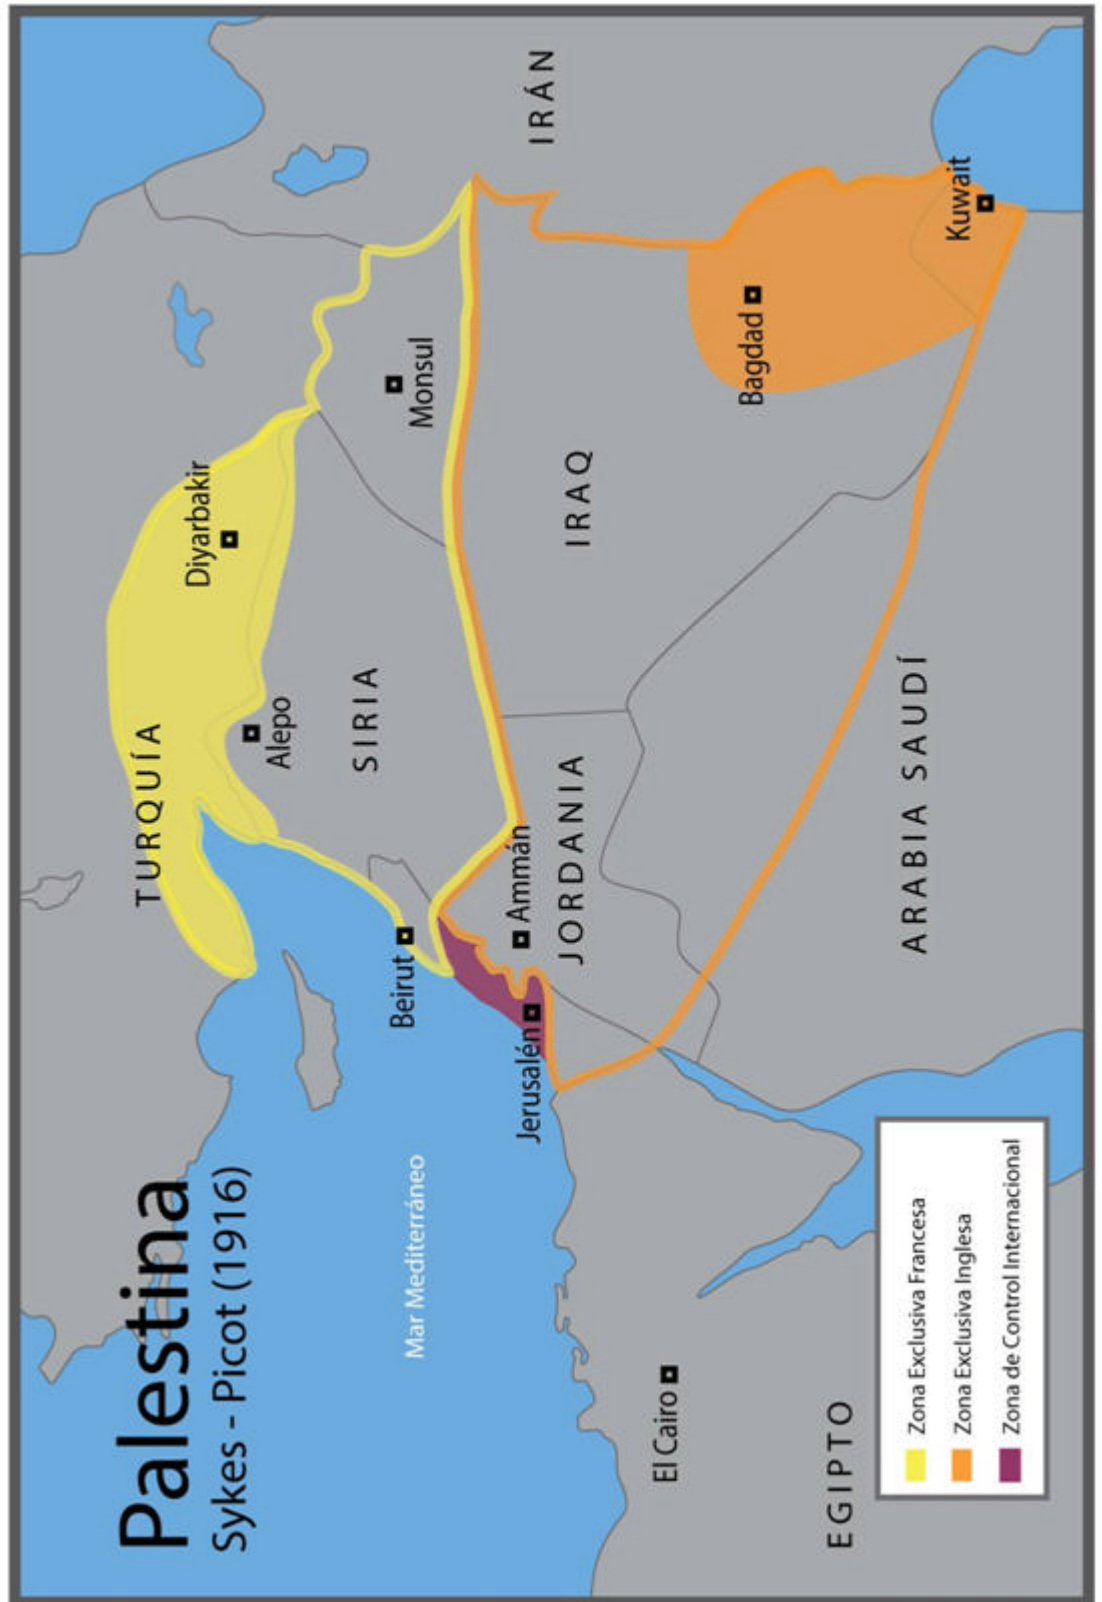 Palestina
Sykes - Picot (1916)
TURQUÍA
Diyarbakir
Alepo
Monsul
SIRIA
IRÁN
Mar Mediterráneo
Beirut
IRAQ
Bagdad
Ammán
Jerusalén
JORDANIA
Kuwait
El Cairo
EGIPTO
ARABIA SAUDÍ
Zona Exclusiva Francesa
Zona Exclusiva Inglesa
Zona de Control Internacional